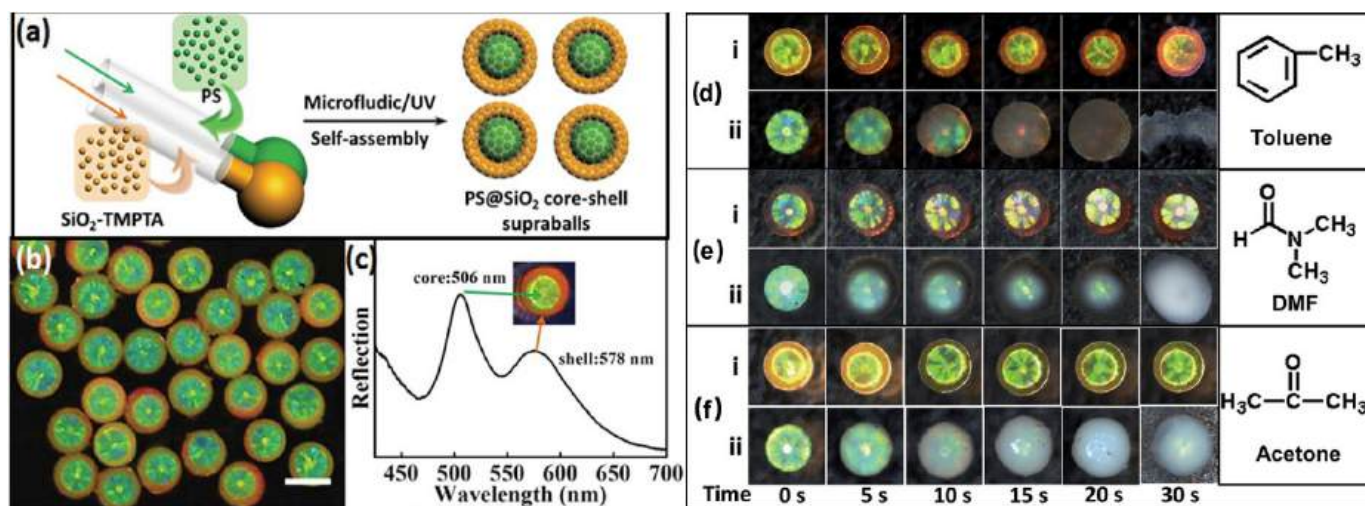 (a)
PS
SiO2-TMPTA
Microfludic/UV
Self-assembly
PS@SiO2 core-shell
supraballs
(b)
(c)
core:506 nm
shell:578 nm
Reflection
450 500 550 600 650 700
Wavelength (nm)
(d)
i
ii
CH3
Toluene
(e)
i
ii
O
H N CH3
CH3
DMF
(f)
i
ii
O
H3C C CH3
Acetone
Time 0 s 5 s 10 s 15 s 20 s 30 s